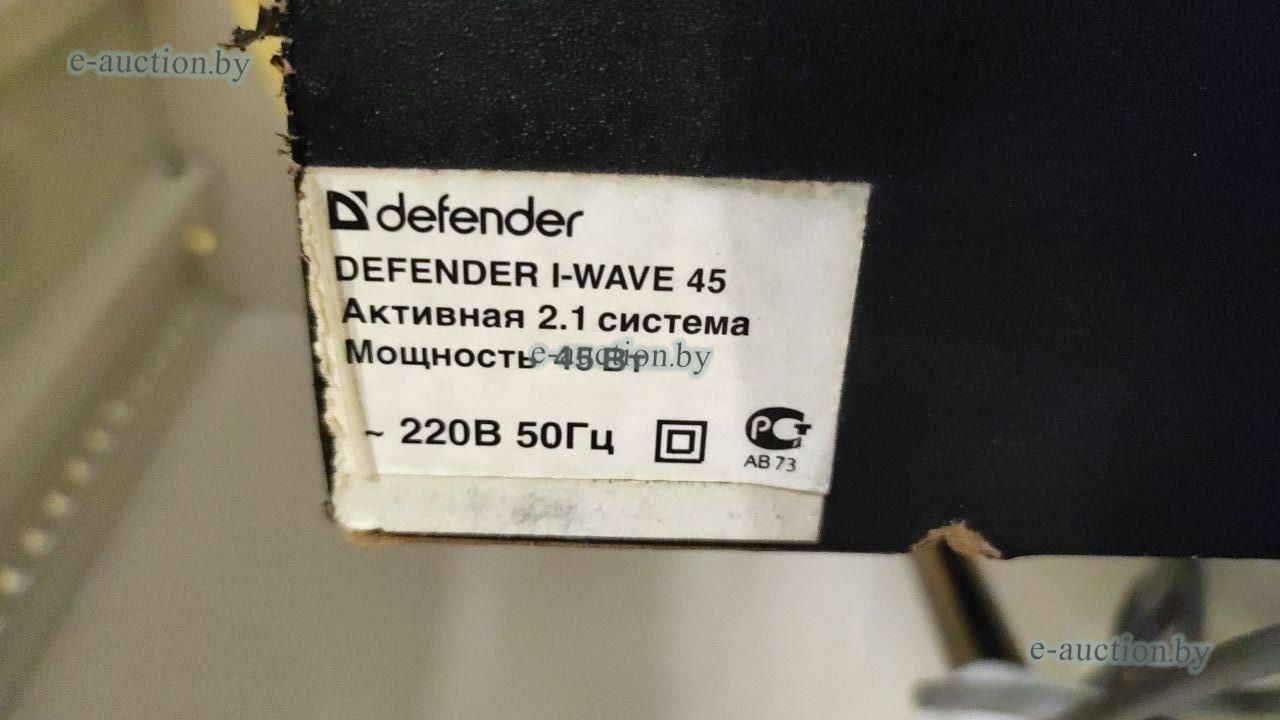 e-auction.by
defender
DEFENDER I-WAVE 45
Активная 2.1 система
Мощность 45 Вт
e-auction.by
~ 220В 50Гц
РСТ
АВ 73
e-auction.by